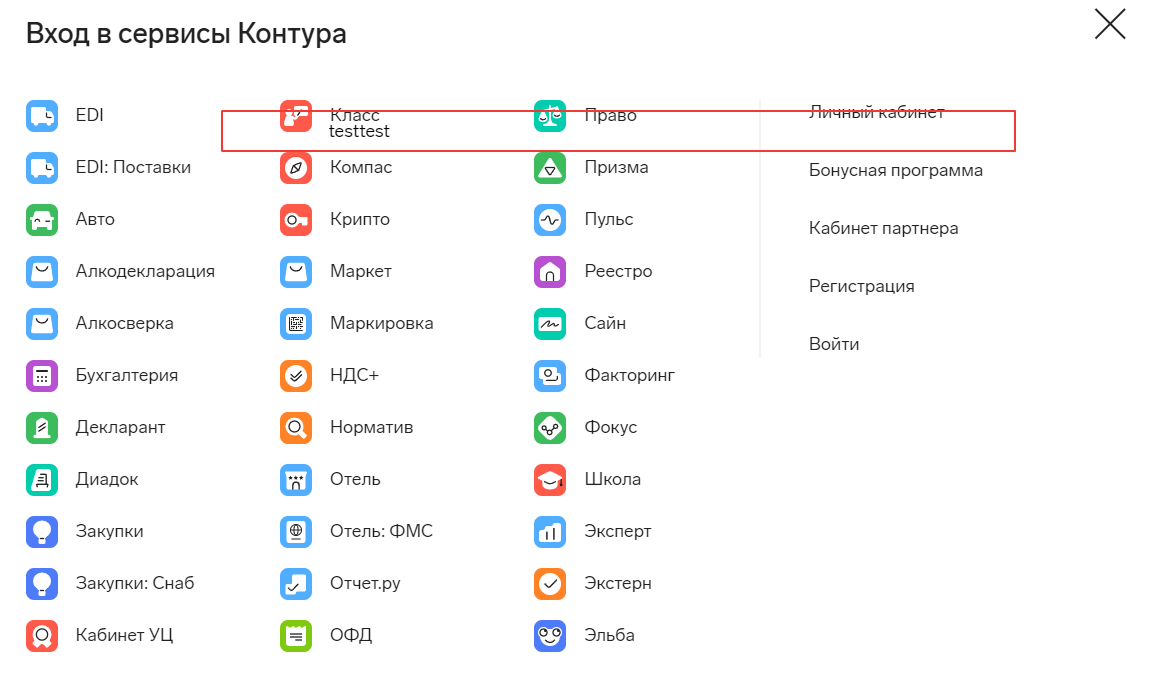 Вход в сервисы Контура
EDI
EDI: Поставки
Авто
Алкодекларация
Алкосверка
Бухгалтерия
Декларант
Диадок
Закупки
Закупки: Снаб
Кабинет УЦ
Класс
testtest
Компас
Крипто
Маркет
Маркировка
НДС+
Норматив
Отель
Отель: ФМС
Отчет.ру
ОФД
Право
Призма
Пульс
Реестро
Сайн
Факторинг
Фокус
Школа
Эксперт
Экстерн
Эльба
Личный кабинет
Бонусная программа
Кабинет партнера
Регистрация
Войти